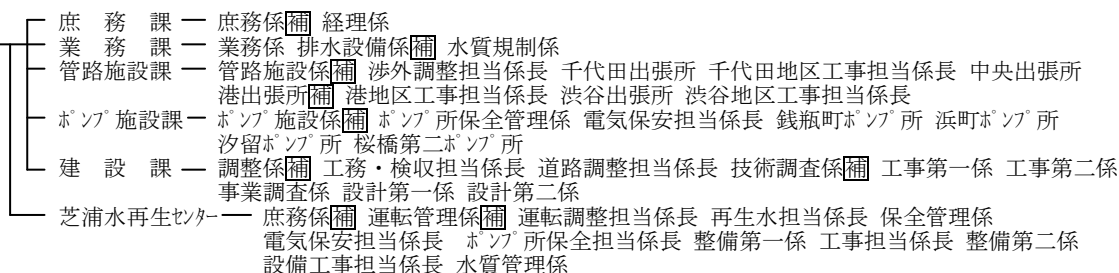 庶務課 庶務係補 経理係
業務課 業務係 排水設備係補 水質規制係
管路施設課 管路施設係補 渉外調整担当係長 千代田出張所 千代田地区工事担当係長 中央出張所
港出張所補 港地区工事担当係長 渋谷出張所 渋谷地区工事担当係長
ポンプ施設課 ポンプ施設係補 ポンプ所保全管理係 電気保安担当係長 銭瓶町ポンプ所 浜町ポンプ所
汐留ポンプ所 桜橋第二ポンプ所
建設課 調整係補 工務・検収担当係長 道路調整担当係長 技術調査係補 工事第一係 工事第二係
事業調査係 設計第一係 設計第二係
芝浦水再生センター 庶務係補 運転管理係補 運転調整担当係長 再生水担当係長 保全管理係
電気保安担当係長 ポンプ所保全担当係長 整備第一係 工事担当係長 整備第二係
設備工事担当係長 水質管理係